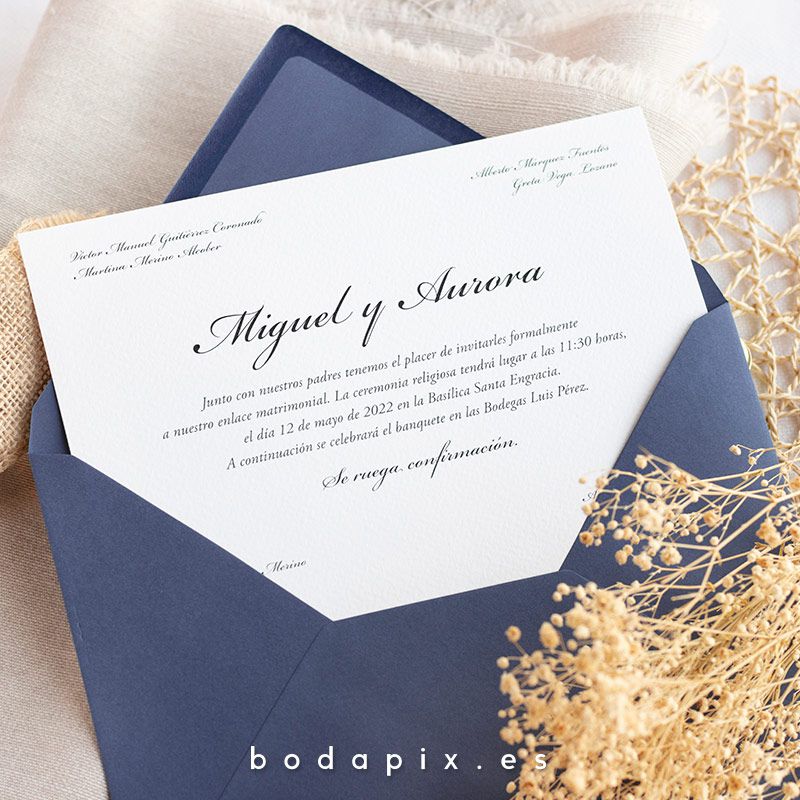 Víctor Manuel Guitiérrez Coronado
Martina Merino Alcober
Alberto Márquez Fuentes
Greta Vega Lozano
Miguel y Aurora
Junto con nuestros padres tenemos el placer de invitarles formalmente
a nuestro enlace matrimonial. La ceremonia religiosa tendrá lugar a las 11:30 horas,
el día 12 de mayo de 2022 en la Basílica Santa Engracia.
A continuación se celebrará el banquete en las Bodegas Luis Pérez.
Se ruega confirmación.
Merino
bodapix.es